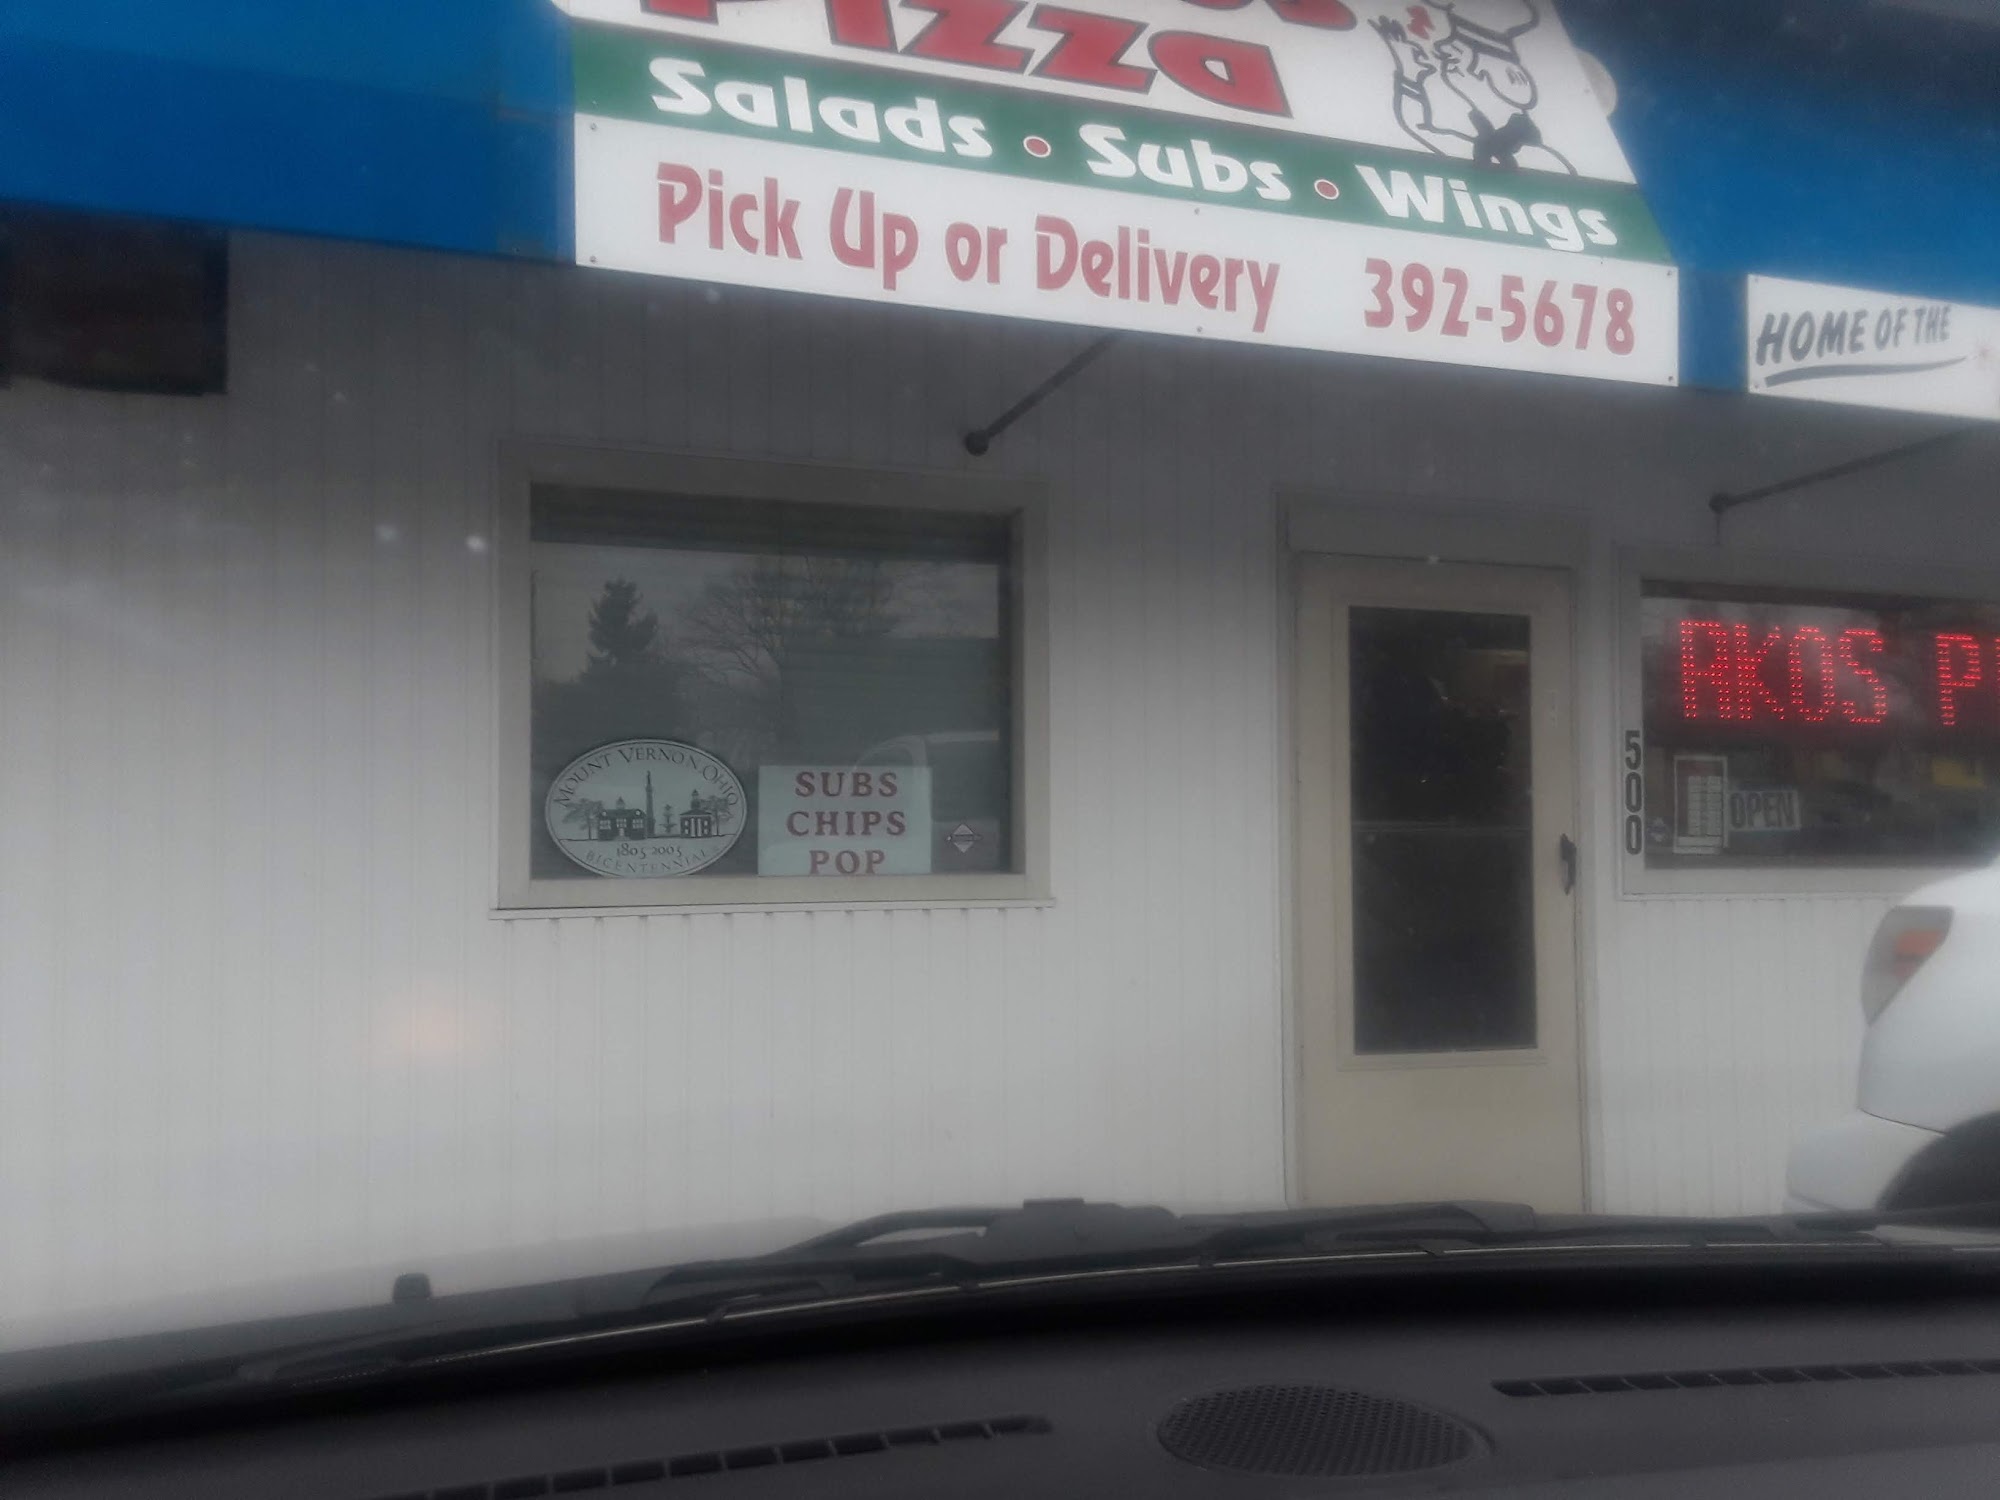 Pizza
Salads • Subs • Wings
Pick Up or Delivery 392-5678
HOME OF THE
RKOS P
500
OPEN
MOUNT VERNON, OHIO
1805 2005
BICENTENNIAL
SUBS
CHIPS
POP